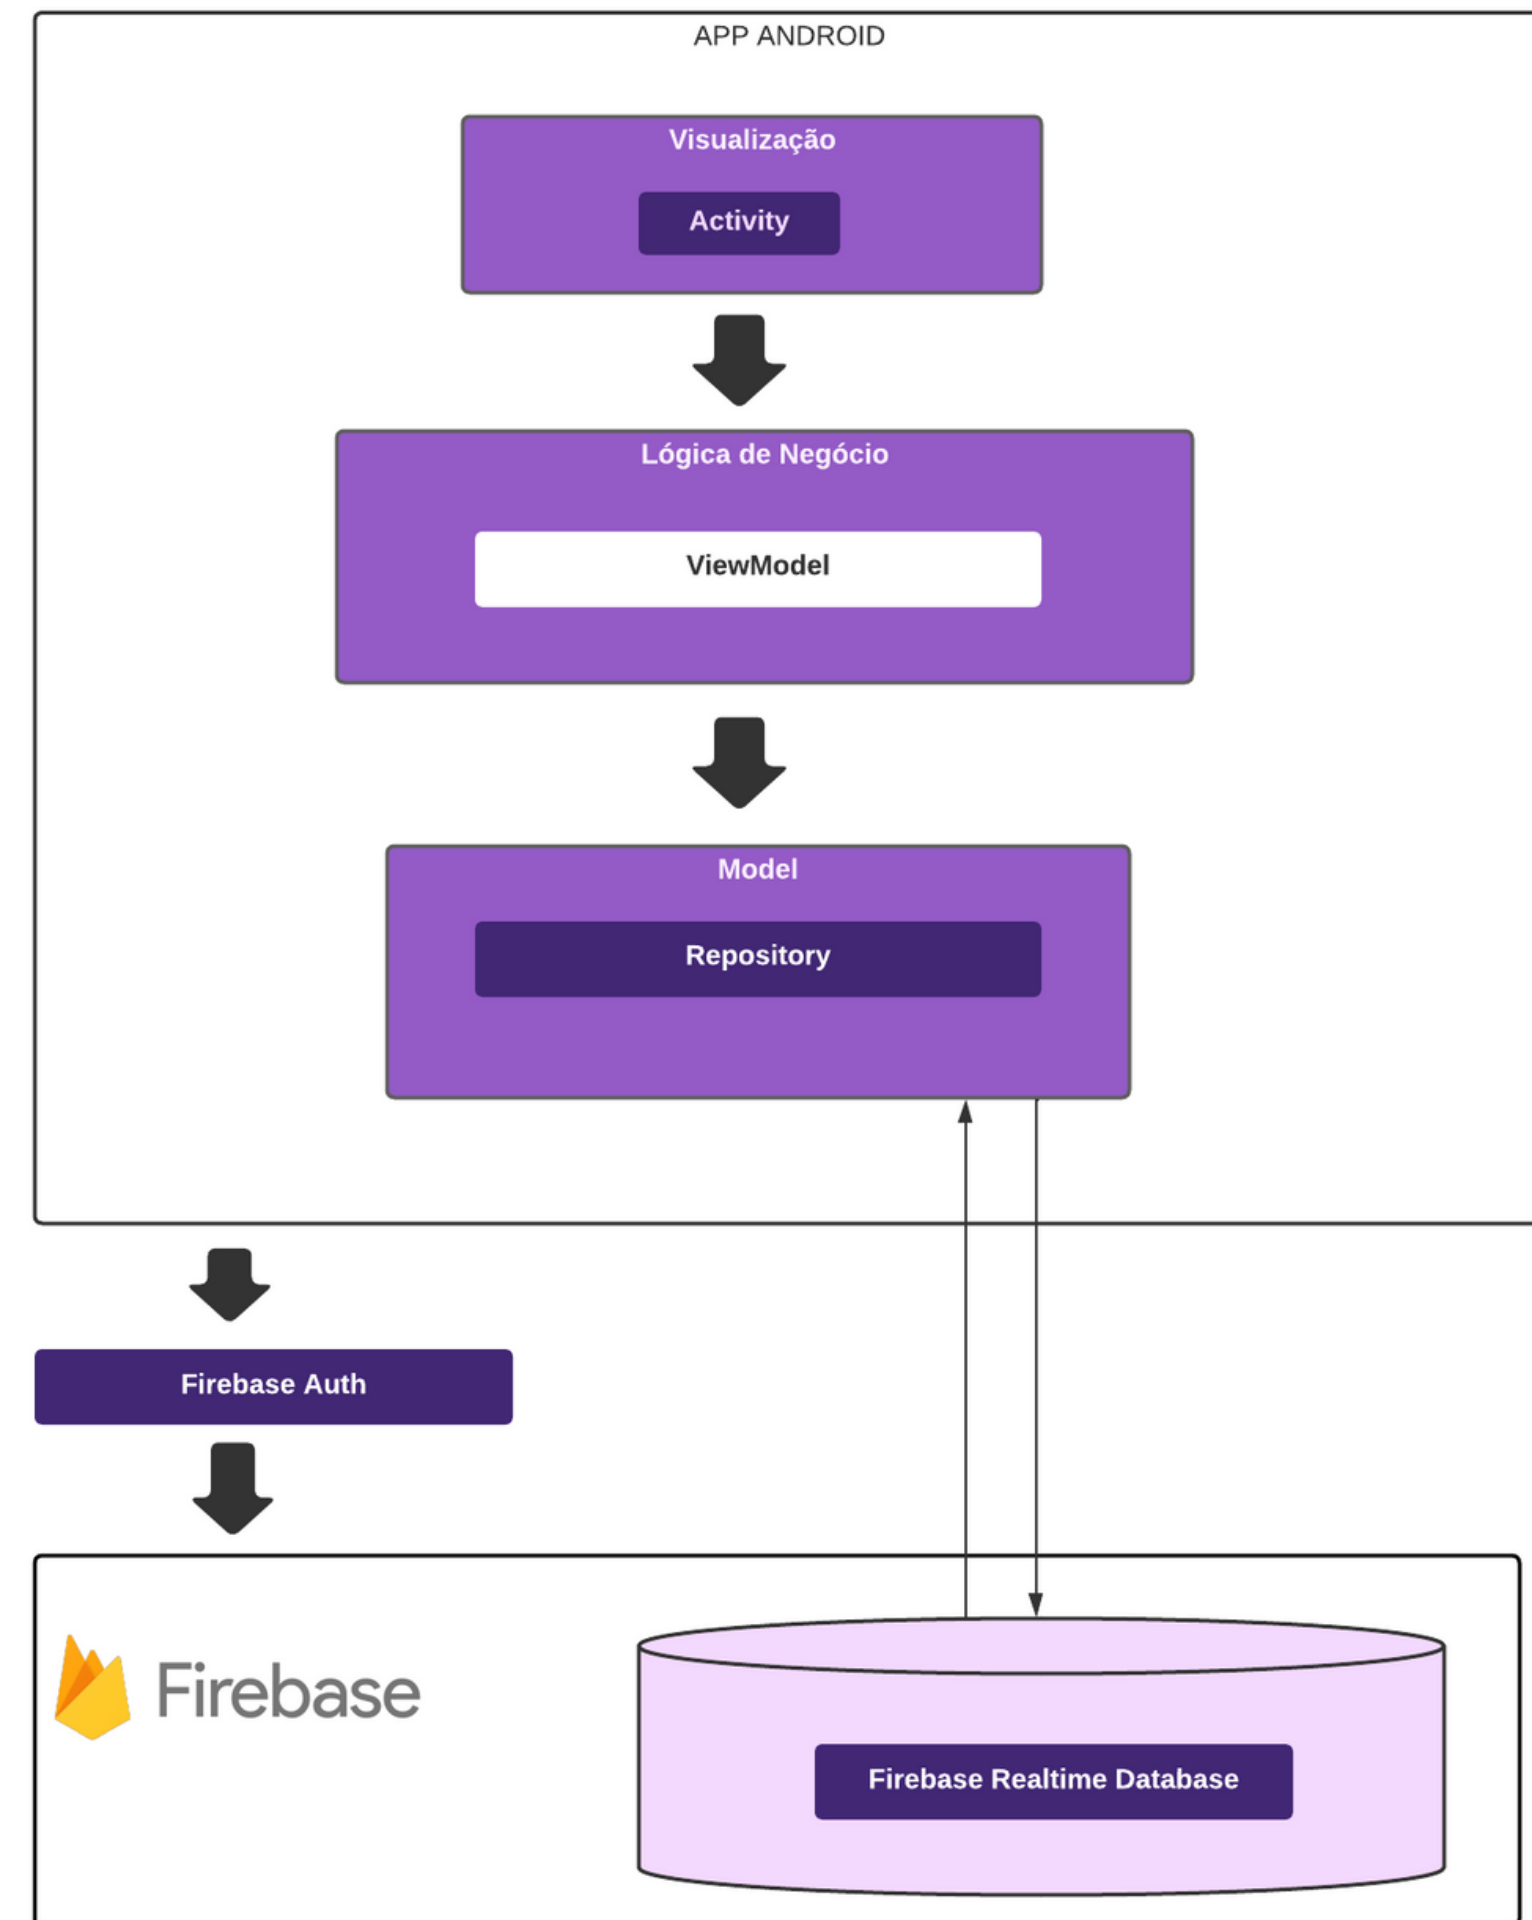 APP ANDROID
Visualização
Activity
Lógica de Negócio
ViewModel
Model
Repository
Firebase Auth
Firebase
Firebase Realtime Database